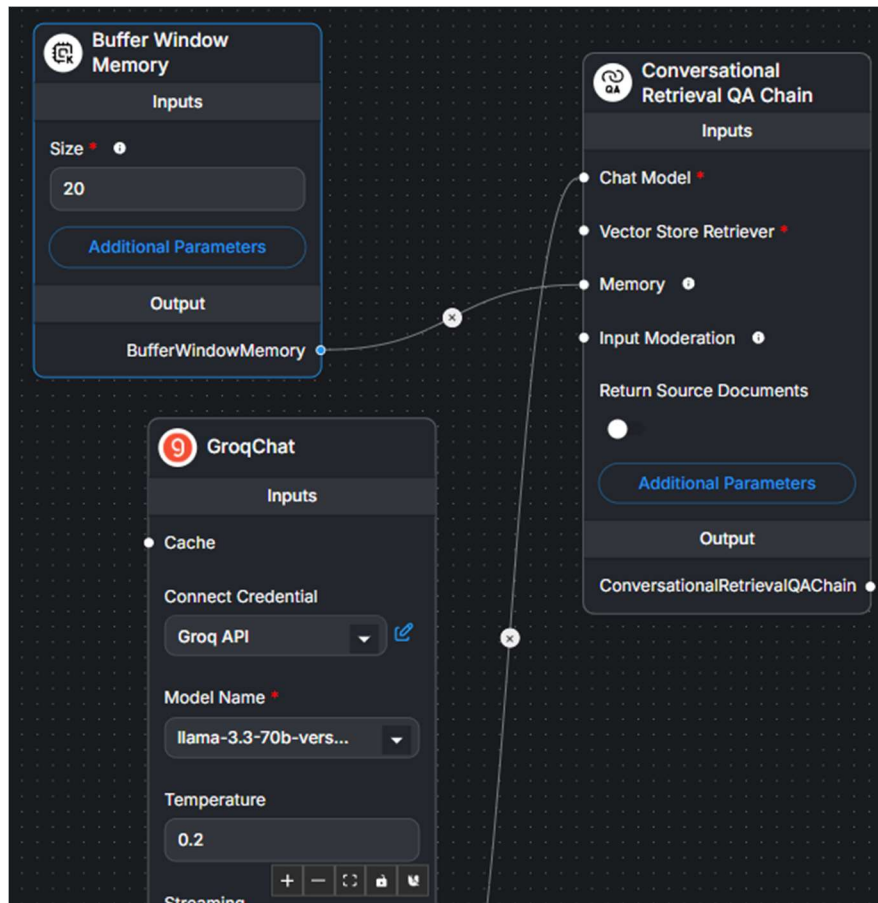 Buffer Window
Memory
Inputs
Size *
20
Additional Parameters
Output
BufferWindowMemory
GroqChat
Inputs
Cache
Connect Credential
Groq API
Model Name *
llama-3.3-70b-vers...
Temperature
0.2
Streaming
QA
Conversational
Retrieval QA Chain
Inputs
Chat Model *
Vector Store Retriever *
Memory
Input Moderation
Return Source Documents
Additional Parameters
Output
ConversationalRetrievalQAChain